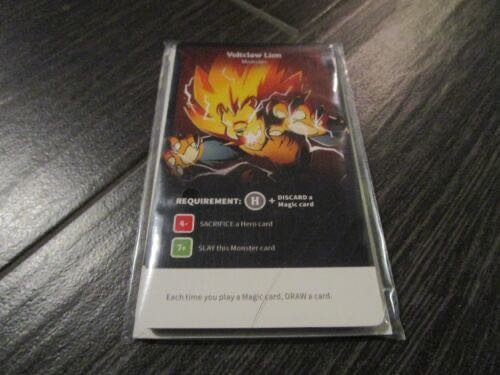 Voltclaw Lion
Monster
REQUIREMENT: H + DISCARD a
Magic card
4- SACRIFICE a Hero card
7+ SLAY this Monster card
Each time you play a Magic card, DRAW a card.